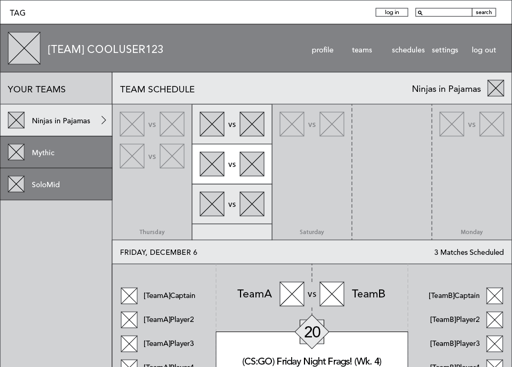 TAG
log in
search
[TEAM] COOLUSER123
profile
teams
schedules
settings
log out
YOUR TEAMS
TEAM SCHEDULE
Ninjas in Pajamas
Ninjas in Pajamas
Mythic
SoloMid
vs
vs
vs
vs
vs
vs
vs
Thursday
Saturday
Monday
FRIDAY, DECEMBER 6
3 Matches Scheduled
TeamA
vs
TeamB
[TeamA]Captain
[TeamB]Captain
[TeamA]Player2
[TeamB]Player2
20
[TeamA]Player3
[TeamB]Player3
(CS:GO) Friday Night Frags! (Wk. 4)